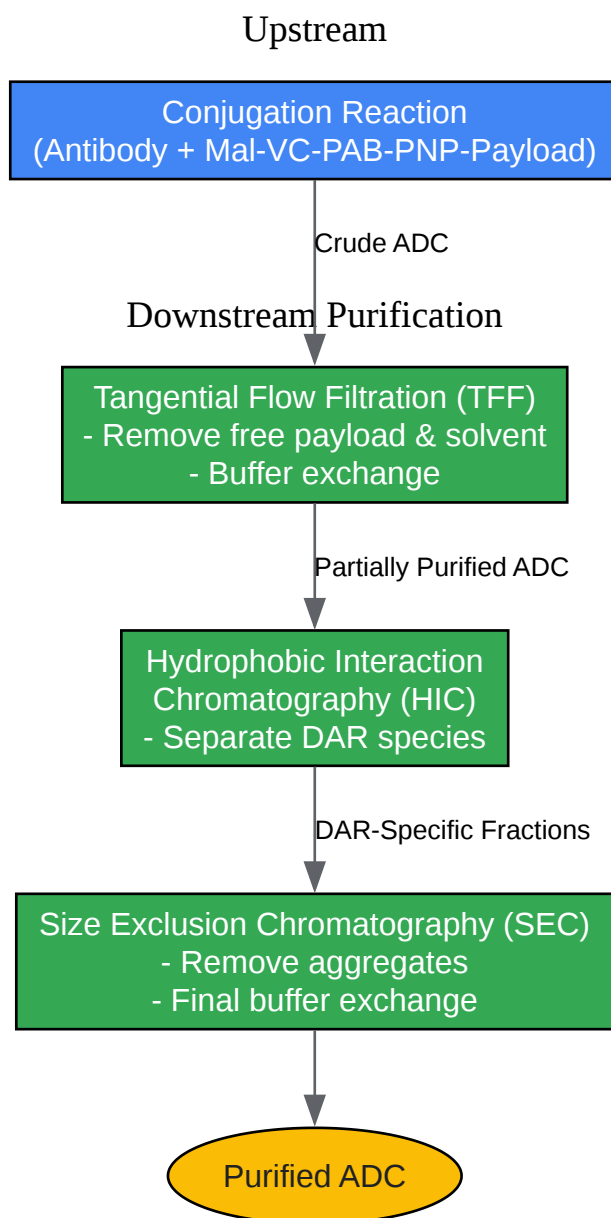 Upstream
Conjugation Reaction
(Antibody + Mal-VC-PAB-PNP-Payload)
Crude ADC
Downstream Purification
Tangential Flow Filtration (TFF)
- Remove free payload & solvent
- Buffer exchange
Partially Purified ADC
Hydrophobic Interaction
Chromatography (HIC)
- Separate DAR species
DAR-Specific Fractions
Size Exclusion Chromatography (SEC)
- Remove aggregates
- Final buffer exchange
Purified ADC